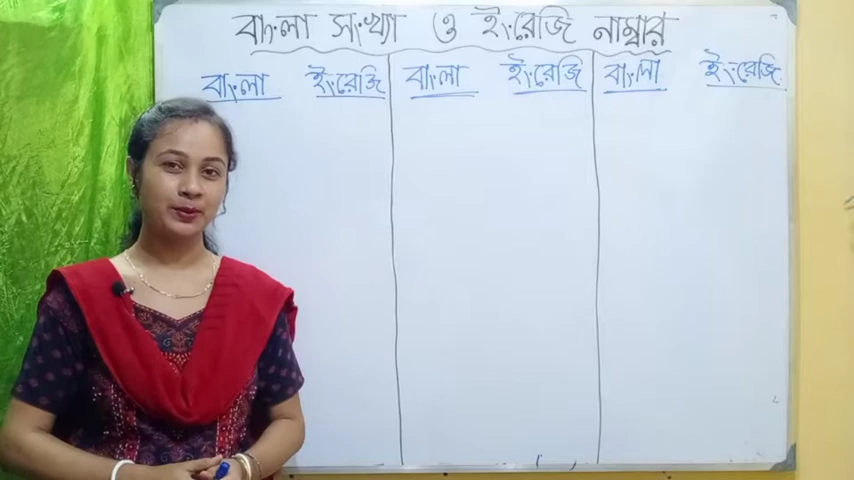 বাংলা সংখ্যা ও ইংরেজি নাম্বার
বাংলা ইংরেজি বাংলা ইংরেজি বাংলা ইংরেজি